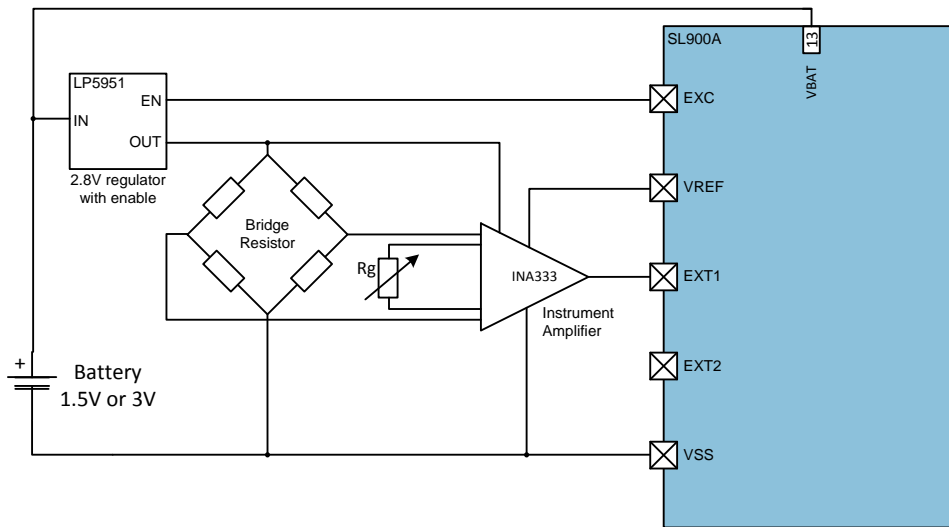 SL900A
13
VBAT
LP5951
EN
IN
OUT
2.8V regulator
with enable
EXC
VREF
Bridge
Resistor
Rg
INA333
EXT1
Instrument
Amplifier
EXT2
+
Battery
1.5V or 3V
VSS